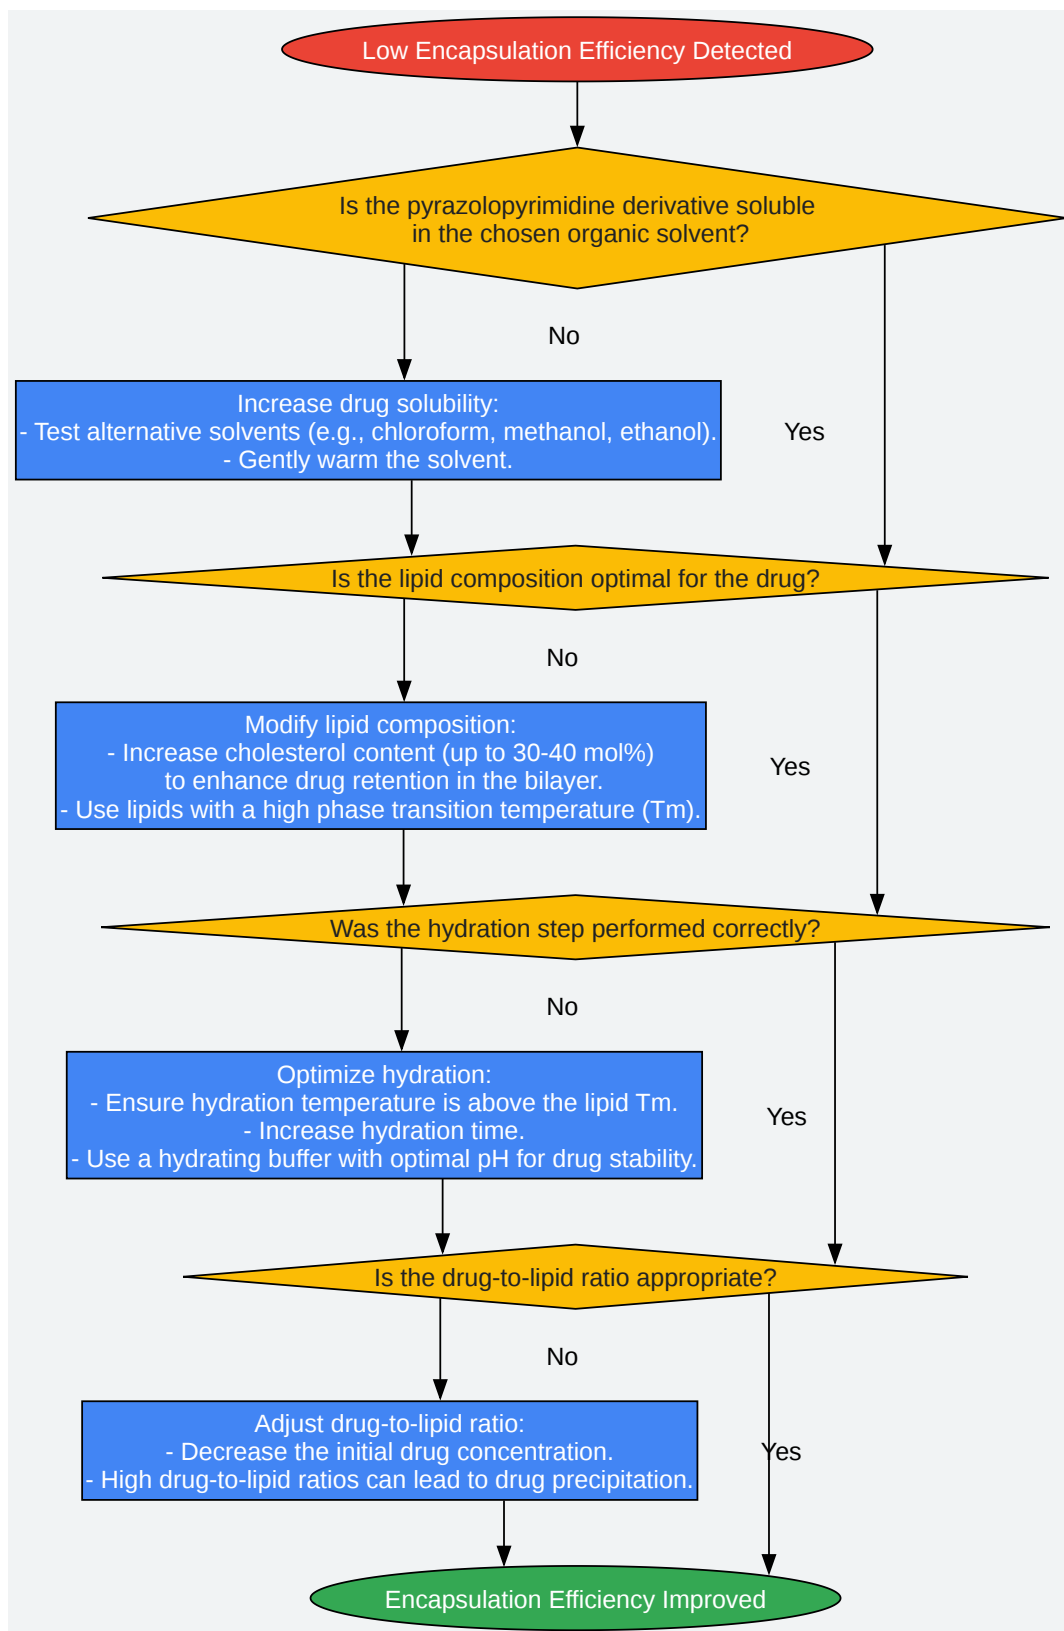 Low Encapsulation Efficiency Detected
Is the pyrazolopyrimidine derivative soluble
in the chosen organic solvent?
No
Increase drug solubility:
- Test alternative solvents (e.g., chloroform, methanol, ethanol).
- Gently warm the solvent.
Yes
Is the lipid composition optimal for the drug?
No
Modify lipid composition:
- Increase cholesterol content (up to 30-40 mol%)
to enhance drug retention in the bilayer.
- Use lipids with a high phase transition temperature (Tm).
Yes
Was the hydration step performed correctly?
No
Optimize hydration:
- Ensure hydration temperature is above the lipid Tm.
- Increase hydration time.
- Use a hydrating buffer with optimal pH for drug stability.
Yes
Is the drug-to-lipid ratio appropriate?
No
Adjust drug-to-lipid ratio:
- Decrease the initial drug concentration.
- High drug-to-lipid ratios can lead to drug precipitation.
Yes
Encapsulation Efficiency Improved